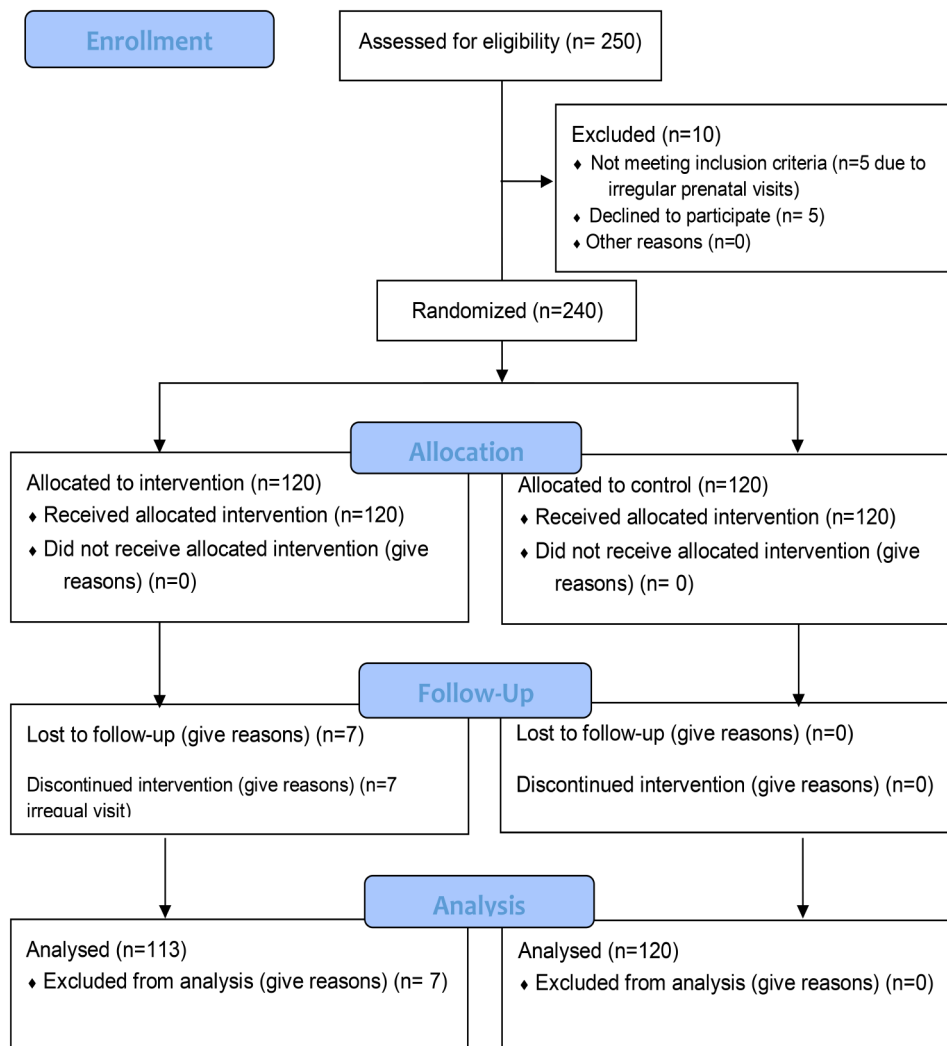 Enrollment
Assessed for eligibility (n= 250)
Excluded (n=10)
♦ Not meeting inclusion criteria (n=5 due to
irregular prenatal visits)
♦ Declined to participate (n= 5)
♦ Other reasons (n=0)
Randomized (n=240)
Allocation
Allocated to intervention (n=120)
♦ Received allocated intervention (n=120)
♦ Did not receive allocated intervention (give
reasons) (n=0)
Allocated to control (n=120)
♦ Received allocated intervention (n=120)
♦ Did not receive allocated intervention (give
reasons) (n= 0)
Follow-Up
Lost to follow-up (give reasons) (n=7)
Discontinued intervention (give reasons) (n=7
irregual visit)
Lost to follow-up (give reasons) (n=0)
Discontinued intervention (give reasons) (n=0)
Analysis
Analysed (n=113)
♦ Excluded from analysis (give reasons) (n= 7)
Analysed (n=120)
♦ Excluded from analysis (give reasons) (n=0)